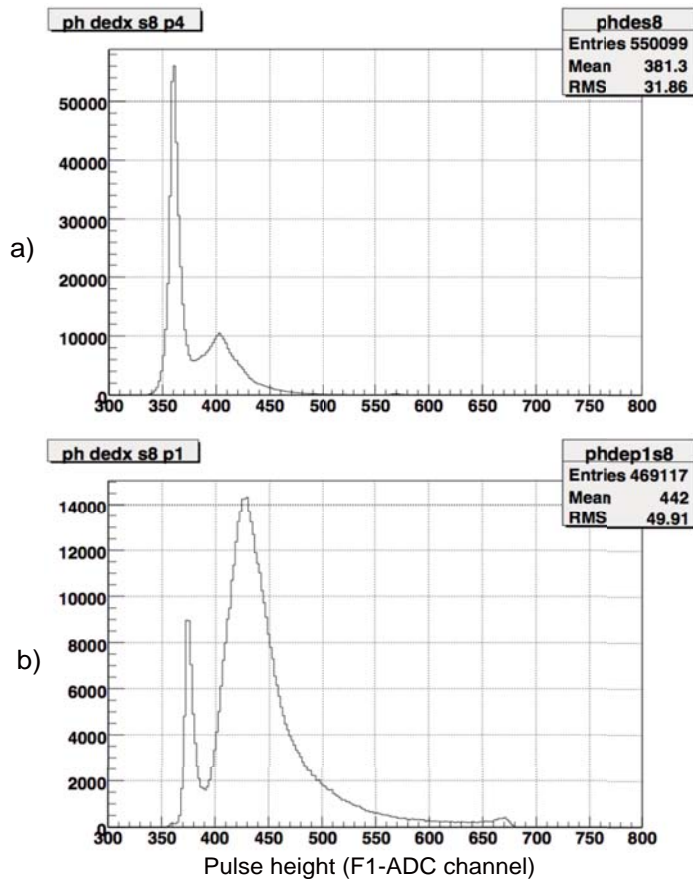 ph dedx s8 p4
phdes8
Entries 550099
Mean 381.3
RMS 31.86
50000
40000
30000
20000
10000
0
a)
300 350 400 450 500 550 600 650 700 750 800
ph dedx s8 p1
phdep1s8
Entries 469117
Mean 442
RMS 49.91
14000
12000
10000
8000
6000
4000
2000
0
b)
300 350 400 450 500 550 600 650 700 750 800
Pulse height (F1-ADC channel)